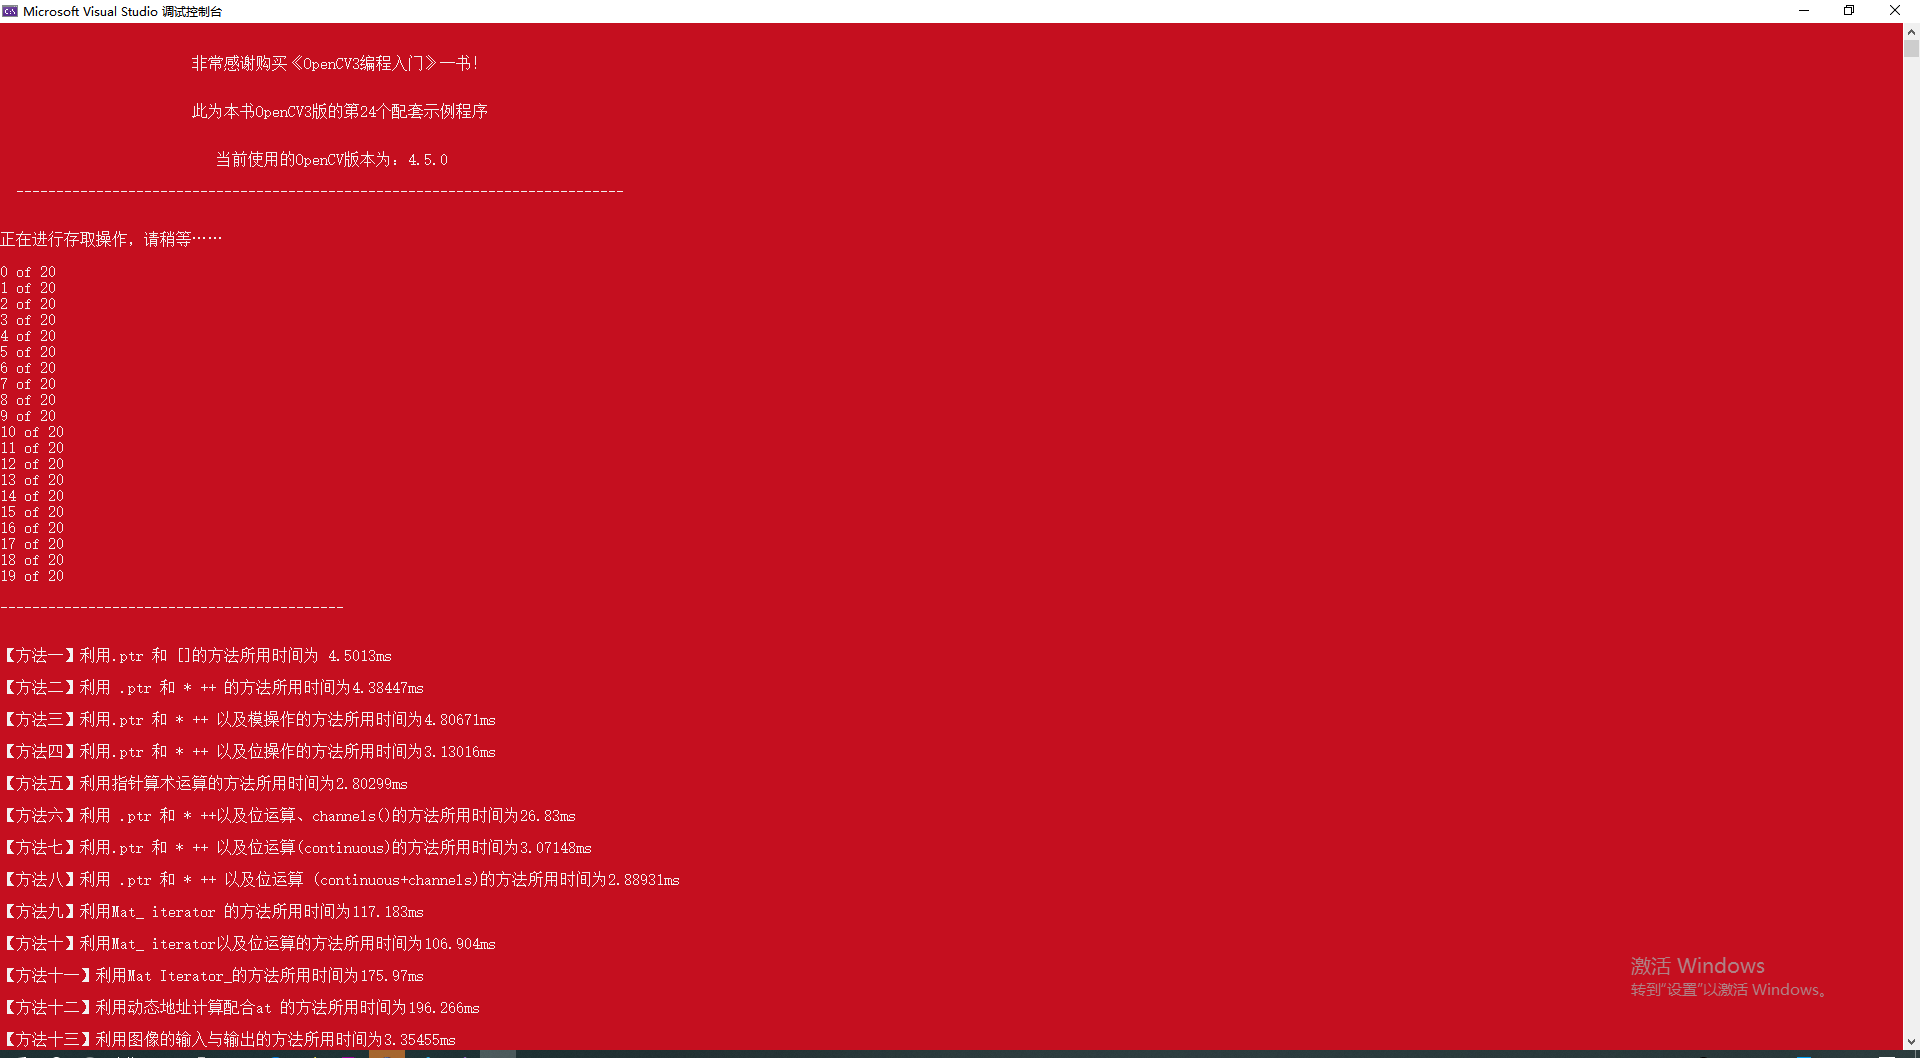 Microsoft Visual Studio 调试控制台
非常感谢购买《OpenCV3编程入门》一书!
此为本书OpenCV3版的第24个配套示例程序
当前使用的OpenCV版本为: 4.5.0
----------------------------------------------------------------------------
正在进行存取操作，请稍等……
0 of 20
1 of 20
2 of 20
3 of 20
4 of 20
5 of 20
6 of 20
7 of 20
8 of 20
9 of 20
10 of 20
11 of 20
12 of 20
13 of 20
14 of 20
15 of 20
16 of 20
17 of 20
18 of 20
19 of 20
-------------------------------------------
【方法一】利用.ptr 和 []的方法所用时间为 4.5013ms
【方法二】利用 .ptr 和 * ++ 的方法所用时间为4.38447ms
【方法三】利用.ptr 和 * ++ 以及模操作的方法所用时间为4.80671ms
【方法四】利用.ptr 和 * ++ 以及位操作的方法所用时间为3.13016ms
【方法五】利用指针算术运算的方法所用时间为2.80299ms
【方法六】利用 .ptr 和 * ++以及位运算、channels()的方法所用时间为26.83ms
【方法七】利用.ptr 和 * ++ 以及位运算(continuous)的方法所用时间为3.07148ms
【方法八】利用 .ptr 和 * ++ 以及位运算 (continuous+channels)的方法所用时间为2.88931ms
【方法九】利用Mat_ iterator 的方法所用时间为117.183ms
【方法十】利用Mat_ iterator以及位运算的方法所用时间为106.904ms
【方法十一】利用Mat Iterator_的方法所用时间为175.97ms
【方法十二】利用动态地址计算配合at 的方法所用时间为196.266ms
【方法十三】利用图像的输入与输出的方法所用时间为3.35455ms
激活 Windows
转到“设置”以激活 Windows。